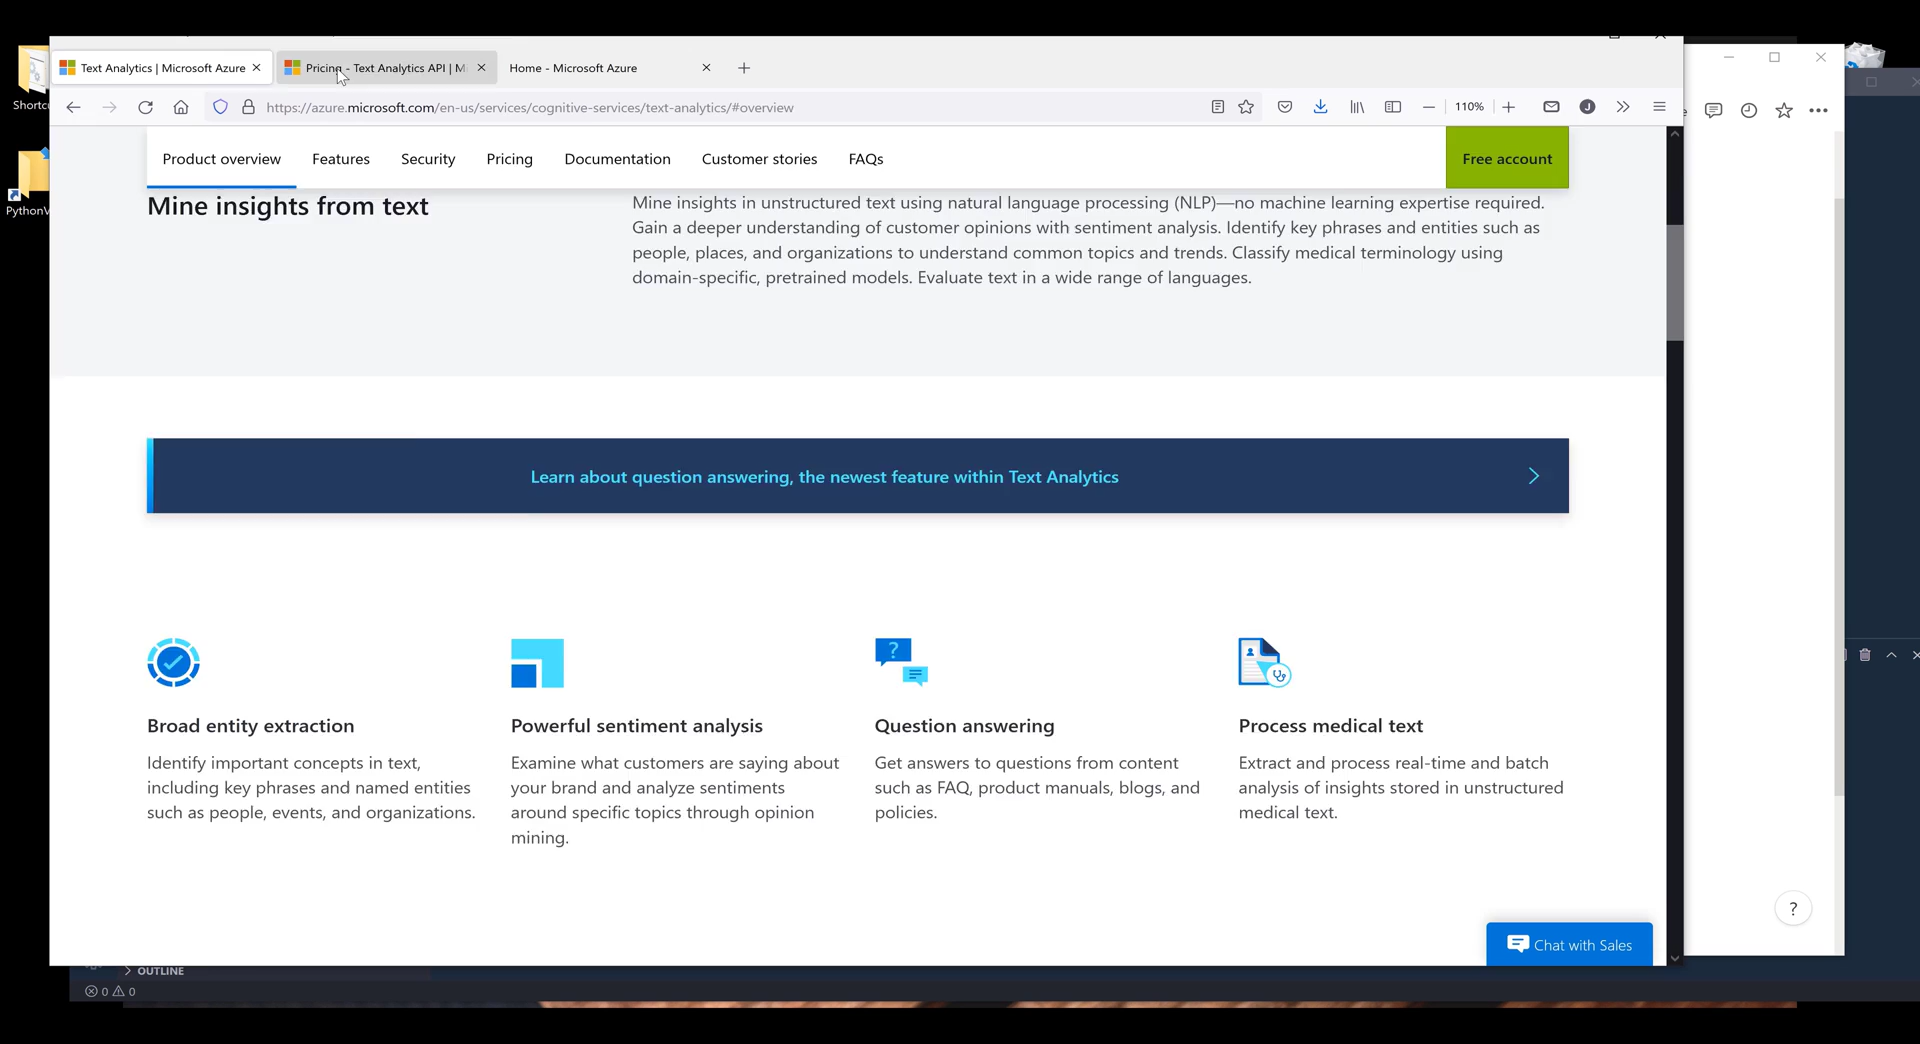 Text Analytics | Microsoft Azure
Pricing - Text Analytics API | M
Home - Microsoft Azure
https://azure.microsoft.com/en-us/services/cognitive-services/text-analytics/#overview
110%
J
Product overview
Features
Security
Pricing
Documentation
Customer stories
FAQs
Free account
Mine insights from text
Mine insights in unstructured text using natural language processing (NLP)—no machine learning expertise required.
Gain a deeper understanding of customer opinions with sentiment analysis. Identify key phrases and entities such as
people, places, and organizations to understand common topics and trends. Classify medical terminology using
domain-specific, pretrained models. Evaluate text in a wide range of languages.
Learn about question answering, the newest feature within Text Analytics
Broad entity extraction
Identify important concepts in text,
including key phrases and named entities
such as people, events, and organizations.
Powerful sentiment analysis
Examine what customers are saying about
your brand and analyze sentiments
around specific topics through opinion
mining.
Question answering
Get answers to questions from content
such as FAQ, product manuals, blogs, and
policies.
Process medical text
Extract and process real-time and batch
analysis of insights stored in unstructured
medical text.
Chat with Sales
?
Shortcu
PythonV
OUTLINE
0 0